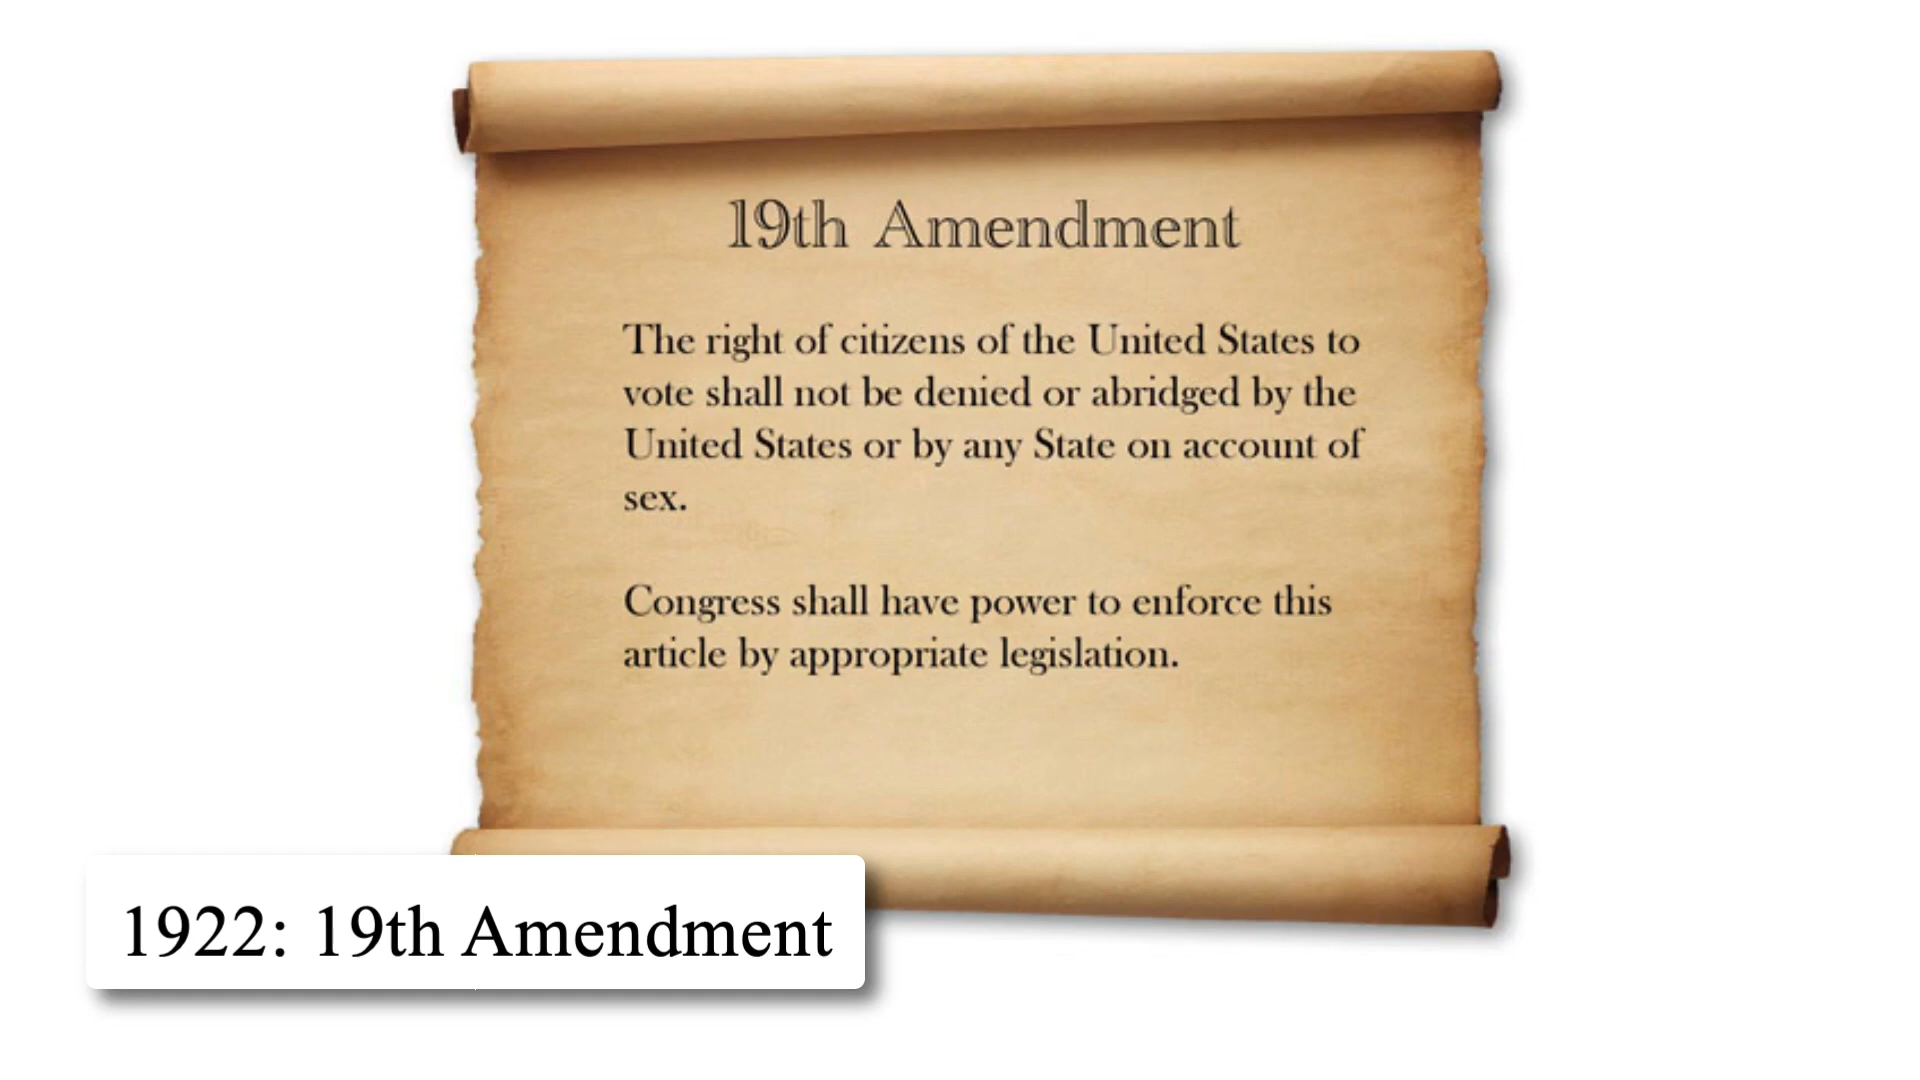 19th Amendment
The right of citizens of the United States to
vote shall not be denied or abridged by the
United States or by any State on account of
sex.
Congress shall have power to enforce this
article by appropriate legislation.
1922: 19th Amendment